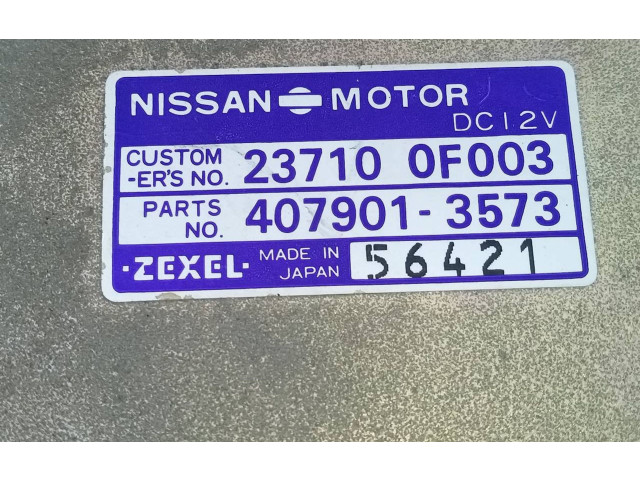 NISSAN MOTOR
DC12V
CUSTOM
-ER'S NO. 23710 0F003
PARTS
NO. 407901-3573
·ZEXEL· MADE IN
JAPAN 56421